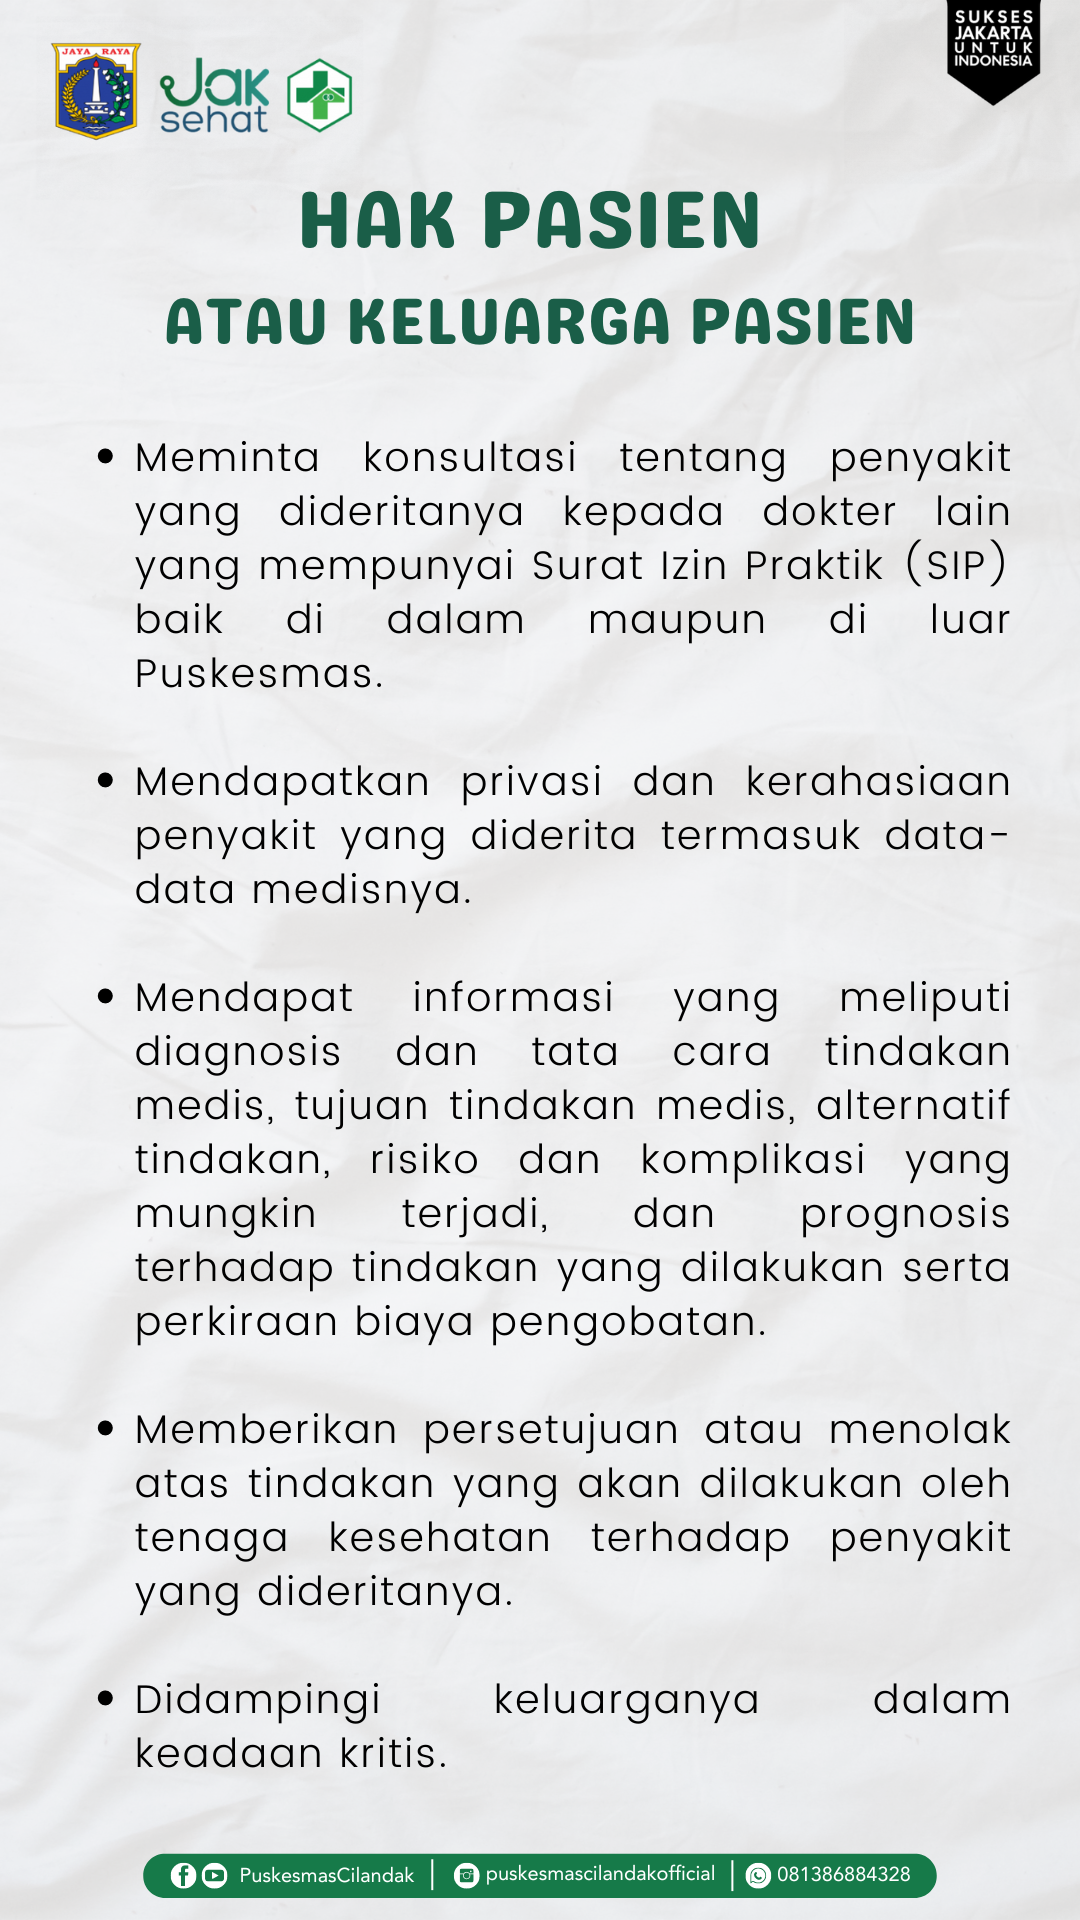 JAYA RAYA
Jak
sehat
SUKSES
JAKARTA
UNTUK
INDONESIA
HAK PASIEN
ATAU KELUARGA PASIEN
• Meminta konsultasi tentang penyakit
yang dideritanya kepada dokter lain
yang mempunyai Surat Izin Praktik (SIP)
baik di dalam maupun di luar
Puskesmas.
• Mendapatkan privasi dan kerahasiaan
penyakit yang diderita termasuk data-
data medisnya.
• Mendapat informasi yang meliputi
diagnosis dan tata cara tindakan
medis, tujuan tindakan medis, alternatif
tindakan, risiko dan komplikasi yang
mungkin terjadi, dan prognosis
terhadap tindakan yang dilakukan serta
perkiraan biaya pengobatan.
• Memberikan persetujuan atau menolak
atas tindakan yang akan dilakukan oleh
tenaga kesehatan terhadap penyakit
yang dideritanya.
• Didampingi keluarganya dalam
keadaan kritis.
PuskesmasCilandak | puskesmascilandakofficial | 081386884328